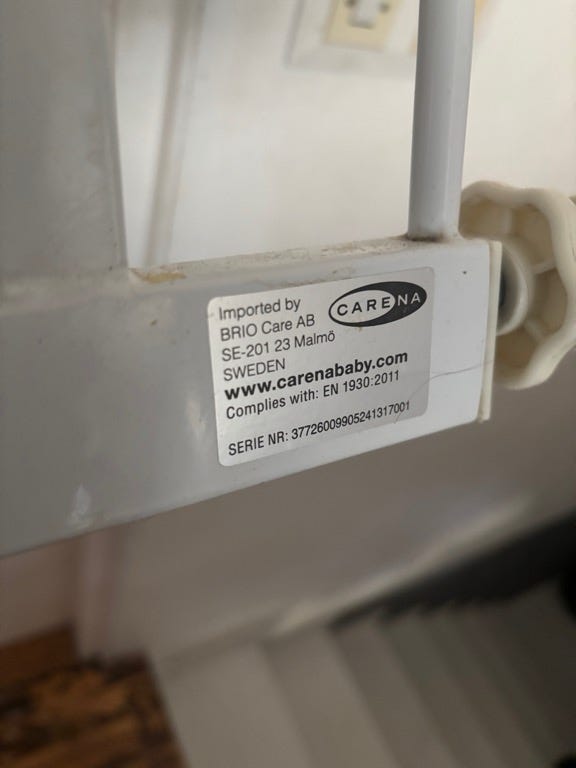 Imported by
BRIO Care AB
SE-201 23 Malmö
SWEDEN
CARENA
www.carenababy.com
Complies with: EN 1930:2011
SERIE NR: 37726009905241317001